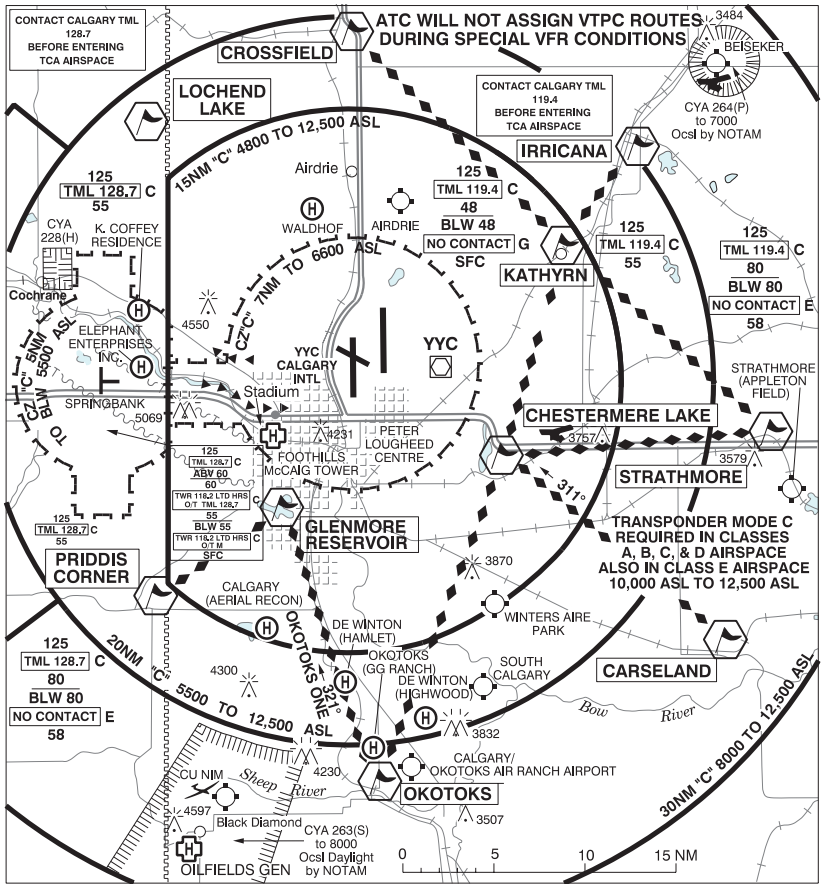 CONTACT CALGARY TML
128.7
BEFORE ENTERING
TCA AIRSPACE
CROSSFIELD
ATC WILL NOT ASSIGN VTPC ROUTES
DURING SPECIAL VFR CONDITIONS
3484
BEISEKER
CYA 264(P)
to 7000
Ocsl by NOTAM
LOCHEND
LAKE
CONTACT CALGARY TML
119.4
BEFORE ENTERING
TCA AIRSPACE
IRRICANA
15NM "C" 4800 TO 12,500 ASL
125
TML 128.7 C
55
Airdrie
H
WALDHOF
AIRDRIE
125
TML 119.4 C
48
BLW 48
NO CONTACT G
SFC
KATHYRN
125
TML 119.4 C
55
125
TML 119.4 C
80
BLW 80
NO CONTACT E
58
CYA
228(H)
K. COFFEY
RESIDENCE
Cochrane
H
CZ "C" 7NM TO 6600 ASL
4550
ELEPHANT
ENTERPRISES
INC.
H
CZ "C" 5NM
TO BLW 5500 ASL
SPRINGBANK
5069
YYC
CALGARY
INTL
YYC
Stadium
H
4231
FOOTHILLS
McCAIG TOWER
PETER
LOUGHEED
CENTRE
CHESTERMERE LAKE
3757
STRATHMORE
(APPLETON
FIELD)
STRATHMORE
3579
311°
125
TML 128.7 C
ABV 60
60
TWR 118.2 LTD HRS C
O/T TML 128.7
55
BLW 55
TWR 118.2 LTD HRS C
O/T M
SFC
125
TML 128.7 C
55
GLENMORE
RESERVOIR
TRANSPONDER MODE C
REQUIRED IN CLASSES
A, B, C, & D AIRSPACE
ALSO IN CLASS E AIRSPACE
10,000 ASL TO 12,500 ASL
PRIDDIS
CORNER
3870
CALGARY
(AERIAL RECON)
H
WINTERS AIRE
PARK
DE WINTON
(HAMLET)
H
OKOTOKS ONE
321°
OKOTOKS
(GG RANCH)
H
DE WINTON
(HIGHWOOD)
H
SOUTH
CALGARY
CARSELAND
125
TML 128.7 C
80
BLW 80
NO CONTACT E
58
20NM "C" 5500 TO 12,500 ASL
4300
Bow River
3832
4230
CALGARY/
OKOTOKS AIR RANCH AIRPORT
OKOTOKS
30NM "C" 8000 TO 12,500 ASL
CU NIM
Sheep River
4597
Black Diamond
3507
H
OILFIELDS GEN
CYA 263(S)
to 8000
Ocsl Daylight
by NOTAM
0 5 10 15 NM